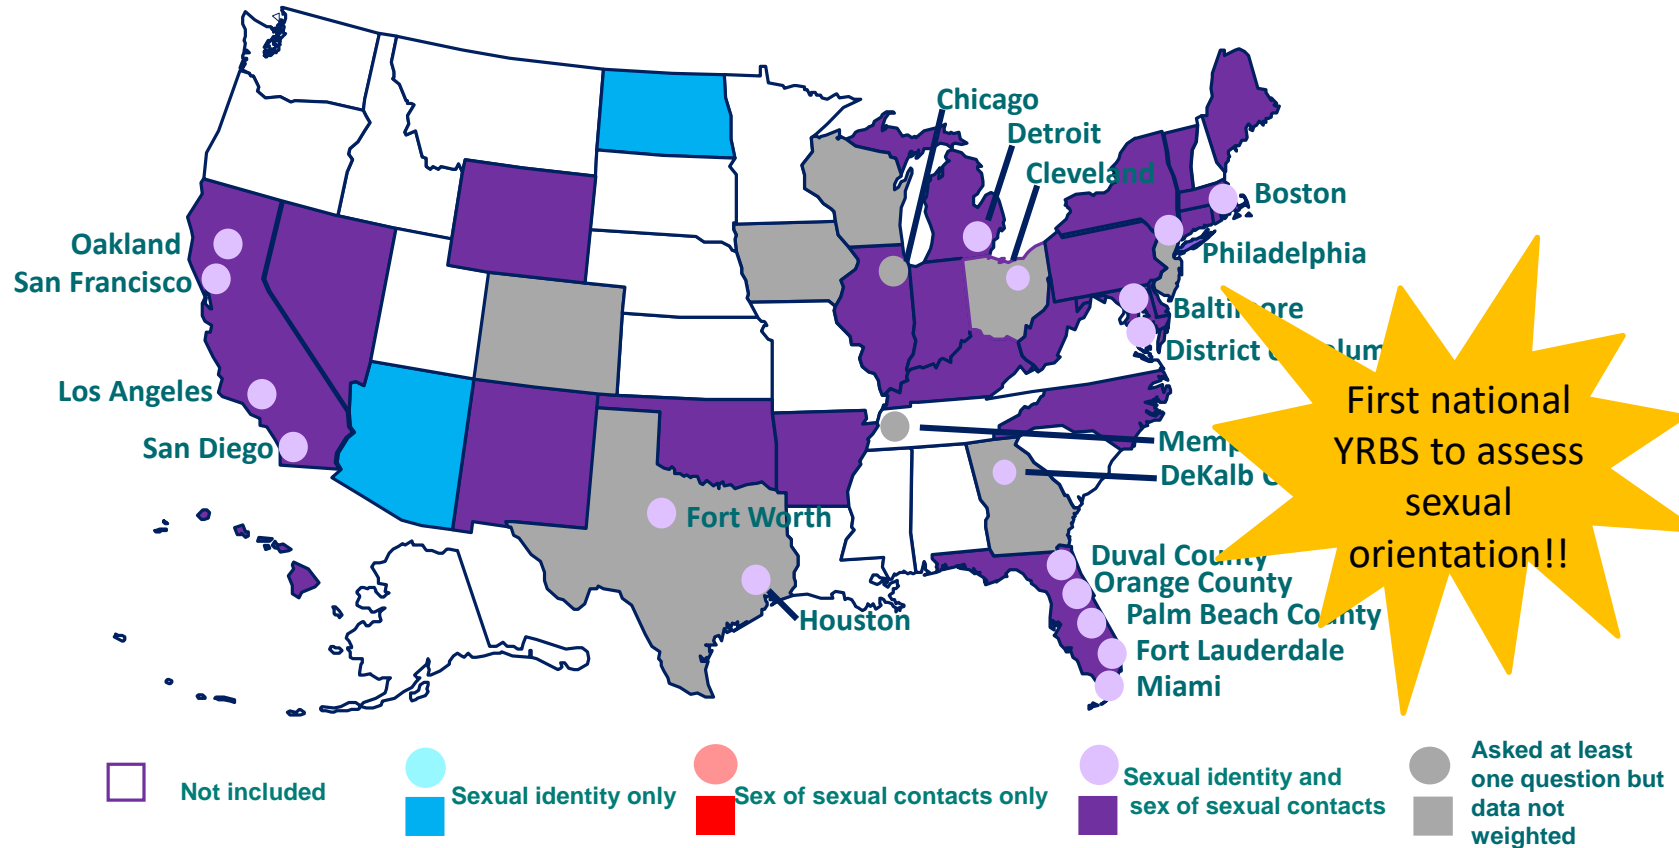 Chicago
Detroit
Cleveland
Boston
Oakland
Philadelphia
San Francisco
Baltimore
District
Los Angeles
First national
YRBS to assess
sexual
orientation!!
San Diego
DeKalb
Fort Worth
Duval County
Orange County
Palm Beach County
Houston
Fort Lauderdale
Miami
Not included
Sexual identity only
Sex of sexual contacts only
Sexual identity and
sex of sexual contacts
Asked at least
one question but
data not
weighted